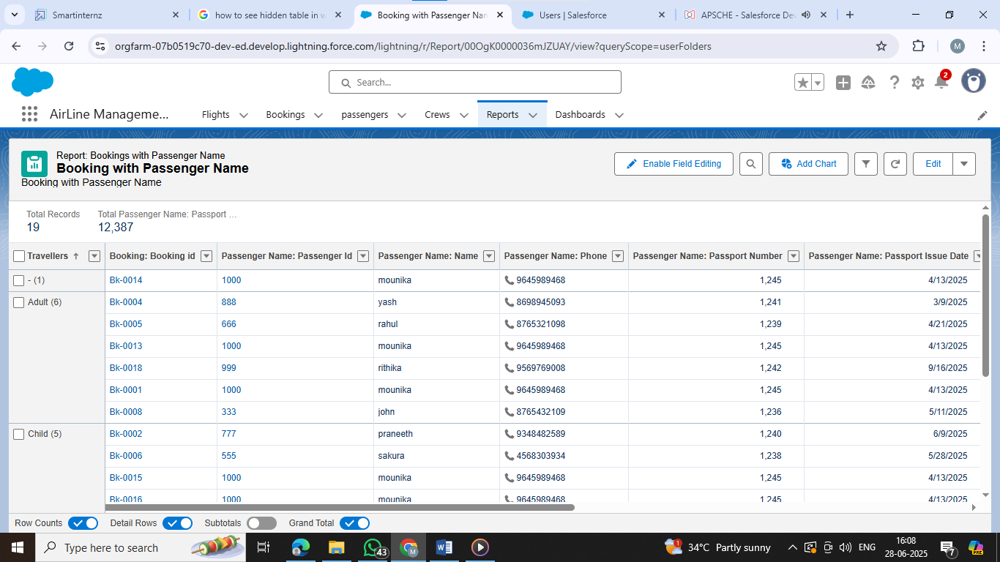 Smartinternz
how to see hidden table in w
Booking with Passenger Nam
Users | Salesforce
APSCHE - Salesforce De
orgfarm-07b0519c70-dev-ed.develop.lightning.force.com/lightning/r/Report/00OgK0000036mJZUAY/view?queryScope=userFolders
M
Search...
2
AirLine Manageme...
Flights
Bookings
passengers
Crews
Reports
Dashboards
Report: Bookings with Passenger Name
Booking with Passenger Name
Booking with Passenger Name
Enable Field Editing
Add Chart
Edit
Total Records
19
Total Passenger Name: Passport ...
12,387
Travellers ↑ Booking: Booking id Passenger Name: Passenger Id Passenger Name: Name Passenger Name: Phone Passenger Name: Passport Number Passenger Name: Passport Issue Date
- (1) Bk-0014 1000 mounika 9645989468 1,245 4/13/2025
Adult (6) Bk-0004 888 yash 8698945093 1,241 3/9/2025
Bk-0005 666 rahul 8765321098 1,239 4/21/2025
Bk-0013 1000 mounika 9645989468 1,245 4/13/2025
Bk-0018 999 rithika 9569769008 1,242 9/16/2025
Bk-0001 1000 mounika 9645989468 1,245 4/13/2025
Bk-0008 333 john 8765432109 1,236 5/11/2025
Child (5) Bk-0002 777 praneeth 9348482589 1,240 6/9/2025
Bk-0006 555 sakura 4568303934 1,238 5/28/2025
Bk-0015 1000 mounika 9645989468 1,245 4/13/2025
Bk-0016 1000 mounika 9645989468 1,245 4/13/2025
Row Counts Detail Rows Subtotals Grand Total
Type here to search
43
M
W
1
34°C Partly sunny
ENG
16:08
28-06-2025
7
PRE